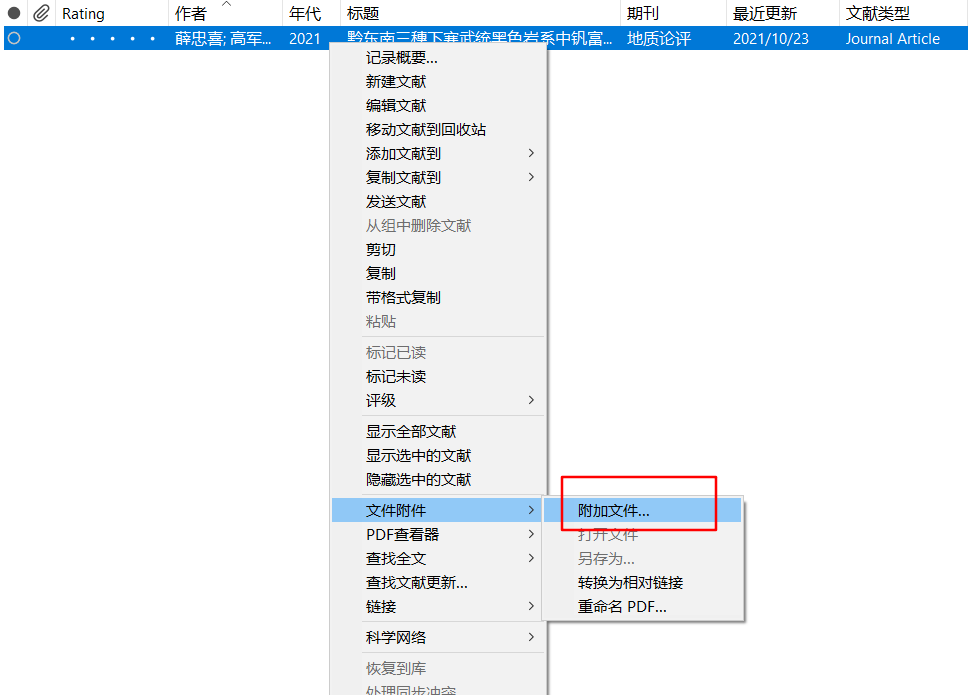 Rating 作者 年代 标题 期刊 最近更新 文献类型
薛忠喜; 高军... 2021 黔东南三穗下寒武统黑色岩系中钒富... 地质论评 2021/10/23 Journal Article
记录概要...
新建文献
编辑文献
移动文献到回收站
添加文献到
复制文献到
发送文献
从组中删除文献
剪切
复制
带格式复制
粘贴
标记已读
标记未读
评级
显示全部文献
显示选中的文献
隐藏选中的文献
文件附件
附加文件...
PDF查看器
打开文件
查找全文
另存为...
查找文献更新...
转换为相对链接
链接
重命名 PDF...
科学网络
恢复到库
处理同步冲突